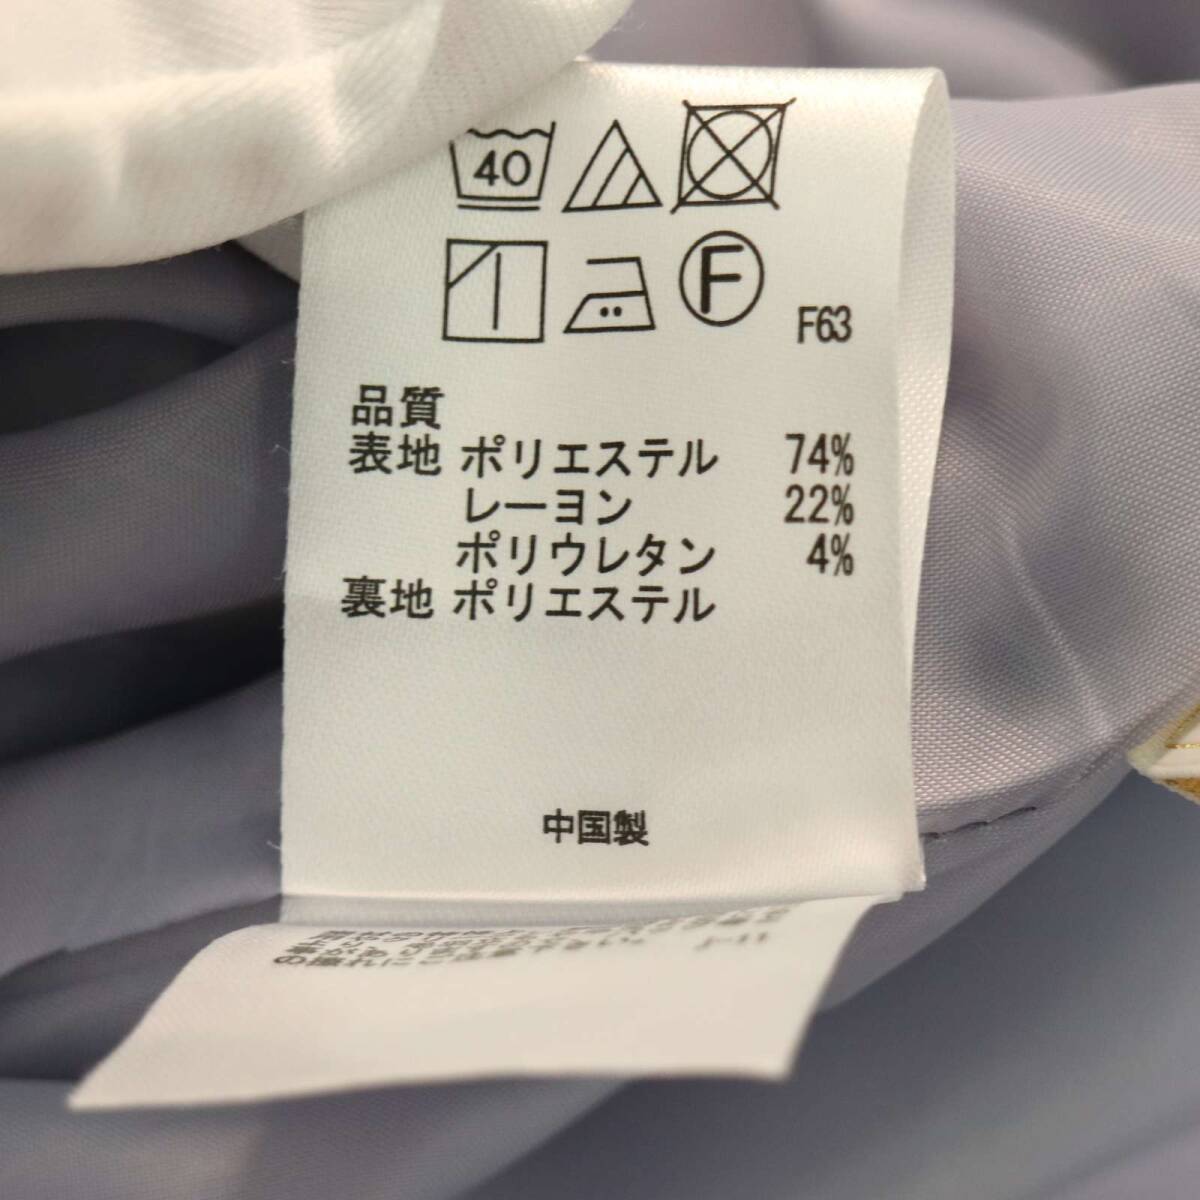 40
F
F63
品質
表地 ポリエステル 74%
レーヨン 22%
ポリウレタン 4%
裏地 ポリエステル
中国製